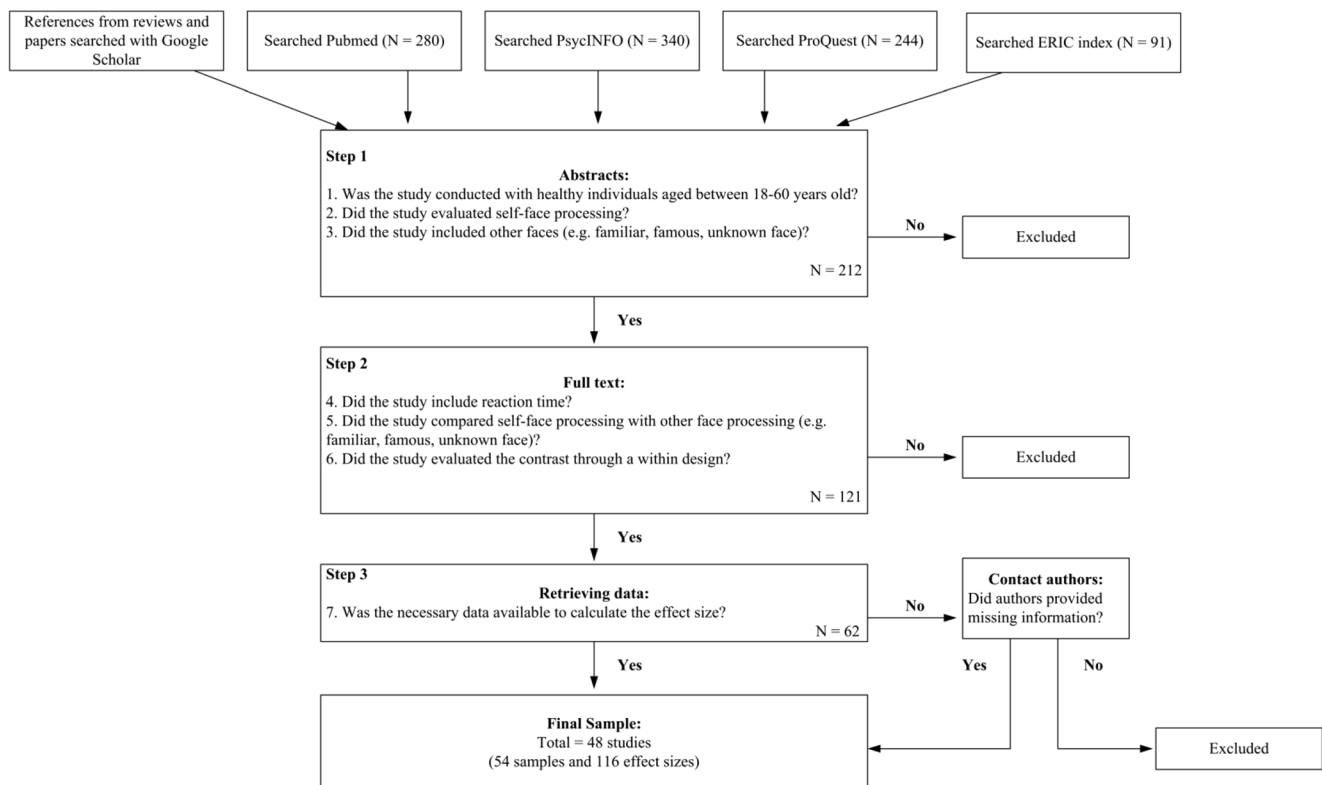 References from reviews and
papers searched with Google
Scholar
Searched Pubmed (N = 280)
Searched PsycINFO (N = 340)
Searched ProQuest (N = 244)
Searched ERIC index (N = 91)
Step 1
Abstracts:
1. Was the study conducted with healthy individuals aged between 18-60 years old?
2. Did the study evaluated self-face processing?
3. Did the study included other faces (e.g. familiar, famous, unknown face)?
N = 212
No
Excluded
Yes
Step 2
Full text:
4. Did the study include reaction time?
5. Did the study compared self-face processing with other face processing (e.g.
familiar, famous, unknown face)?
6. Did the study evaluated the contrast through a within design?
N = 121
No
Excluded
Yes
Step 3
Retrieving data:
7. Was the necessary data available to calculate the effect size?
N = 62
No
Contact authors:
Did authors provided
missing information?
Yes
Yes
No
Final Sample:
Total = 48 studies
(54 samples and 116 effect sizes)
Excluded